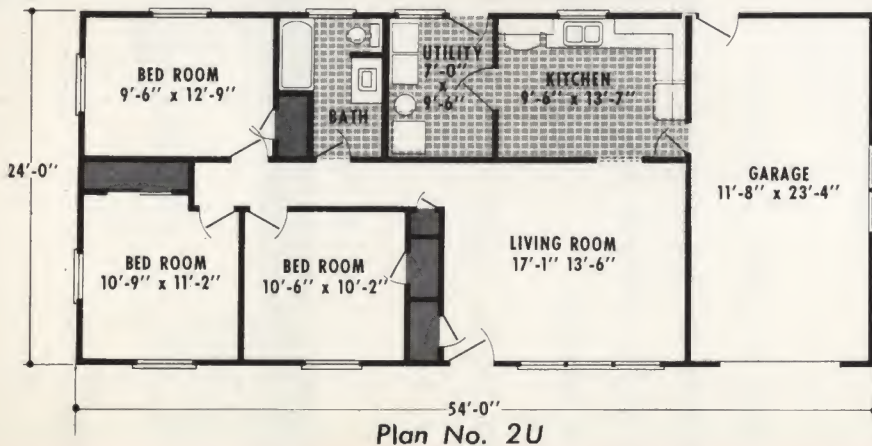 BED ROOM
9'-6" x 12'-9"
BATH
UTILITY
7'-0"
x
9'-6"
KITCHEN
9'-6" x 13'-7"
24'-0"
GARAGE
11'-8" x 23'-4"
BED ROOM
10'-9" x 11'-2"
BED ROOM
10'-6" x 10'-2"
LIVING ROOM
17'-1" 13'-6"
54'-0"
Plan No. 2U